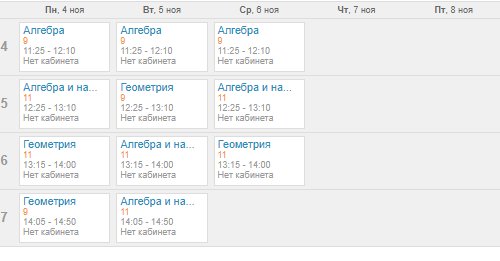 Пн, 4 ноя
Вт, 5 ноя
Ср, 6 ноя
Чт, 7 ноя
Пт, 8 ноя
4
Алгебра
9
11:25 - 12:10
Нет кабинета
Алгебра
9
11:25 - 12:10
Нет кабинета
Алгебра
9
11:25 - 12:10
Нет кабинета
5
Алгебра и на...
11
12:25 - 13:10
Нет кабинета
Геометрия
9
12:25 - 13:10
Нет кабинета
Алгебра и на...
11
12:25 - 13:10
Нет кабинета
6
Геометрия
11
13:15 - 14:00
Нет кабинета
Алгебра и на...
11
13:15 - 14:00
Нет кабинета
Геометрия
11
13:15 - 14:00
Нет кабинета
7
Геометрия
9
14:05 - 14:50
Нет кабинета
Алгебра и на...
11
14:05 - 14:50
Нет кабинета